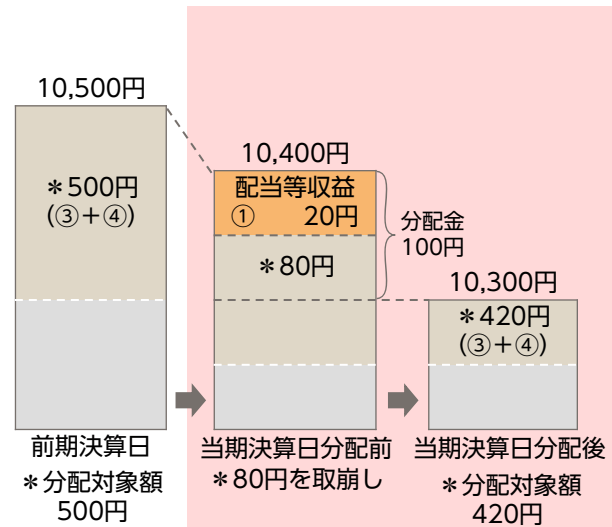 10,500円
＊500円
(③＋④)
前期決算日
＊分配対象額
500円
10,400円
配当等収益
① 20円
＊80円
分配金
100円
当期決算日分配前
＊80円を取崩し
10,300円
＊420円
(③＋④)
当期決算日分配後
＊分配対象額
420円